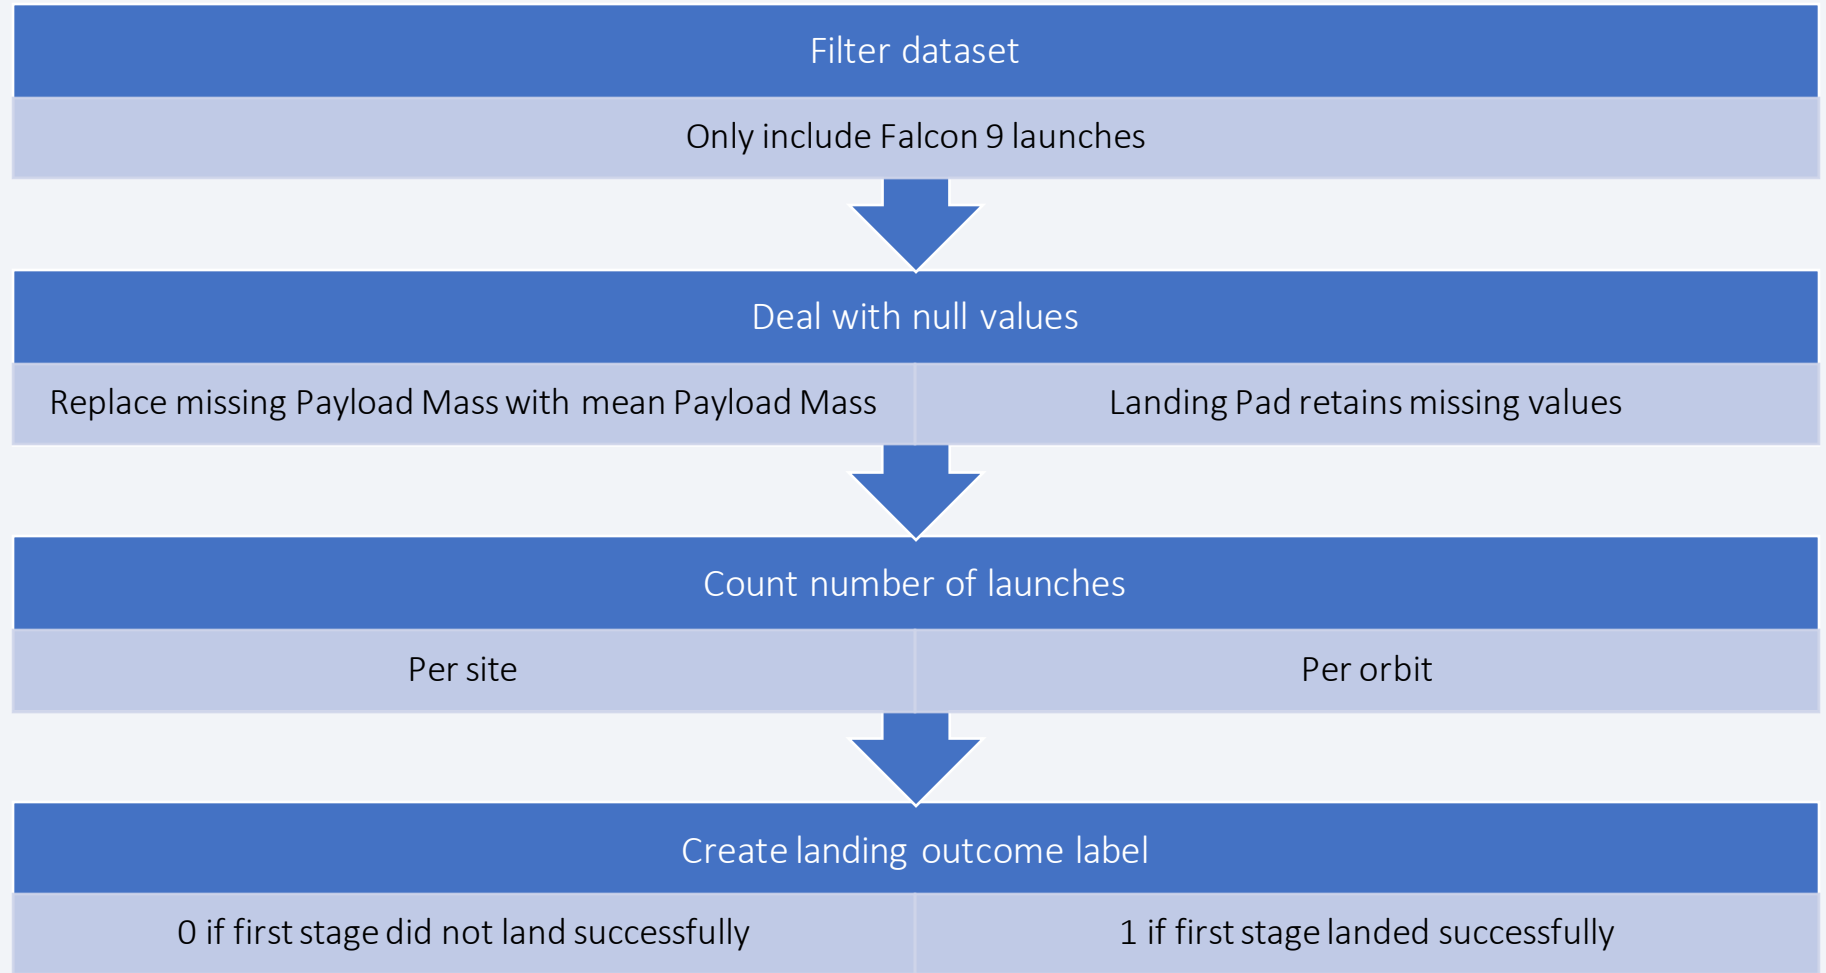 Filter dataset
Only include Falcon 9 launches
Deal with null values
Replace missing Payload Mass with mean Payload Mass
Landing Pad retains missing values
Count number of launches
Per site
Per orbit
Create landing outcome label
0 if first stage did not land successfully
1 if first stage landed successfully